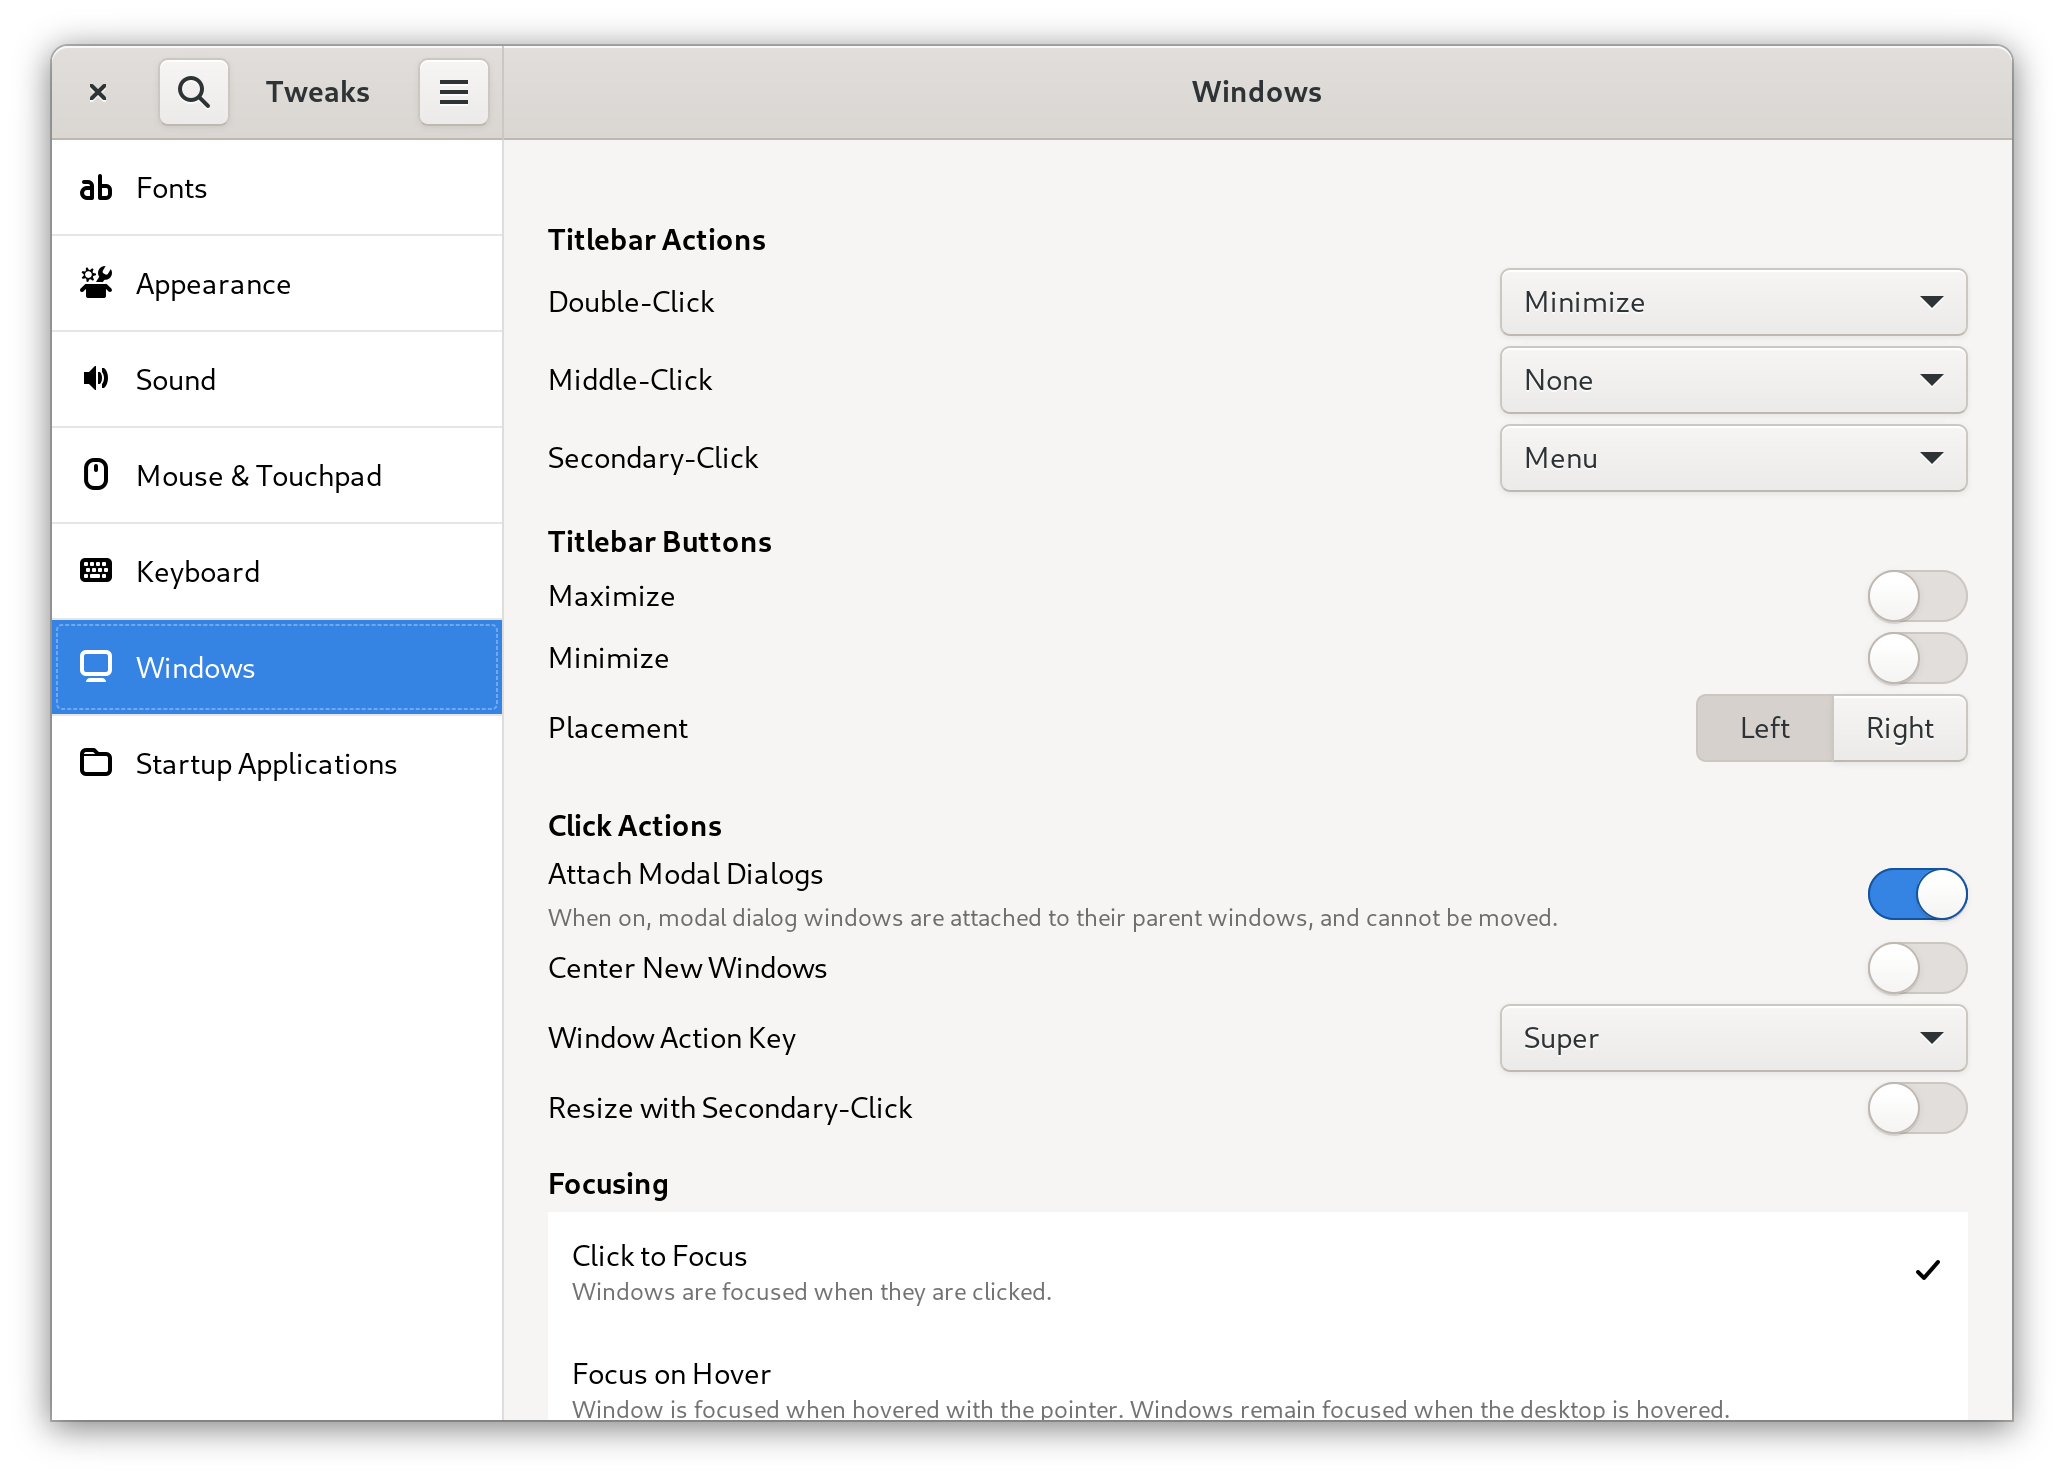 Tweaks
Windows
Fonts
Appearance
Sound
Mouse & Touchpad
Keyboard
Windows
Startup Applications
Titlebar Actions
Double-Click
Minimize
Middle-Click
None
Secondary-Click
Menu
Titlebar Buttons
Maximize
Minimize
Placement
Left
Right
Click Actions
Attach Modal Dialogs
When on, modal dialog windows are attached to their parent windows, and cannot be moved.
Center New Windows
Window Action Key
Super
Resize with Secondary-Click
Focusing
Click to Focus
Windows are focused when they are clicked.
Focus on Hover
Window is focused when hovered with the pointer. Windows remain focused when the desktop is hovered.